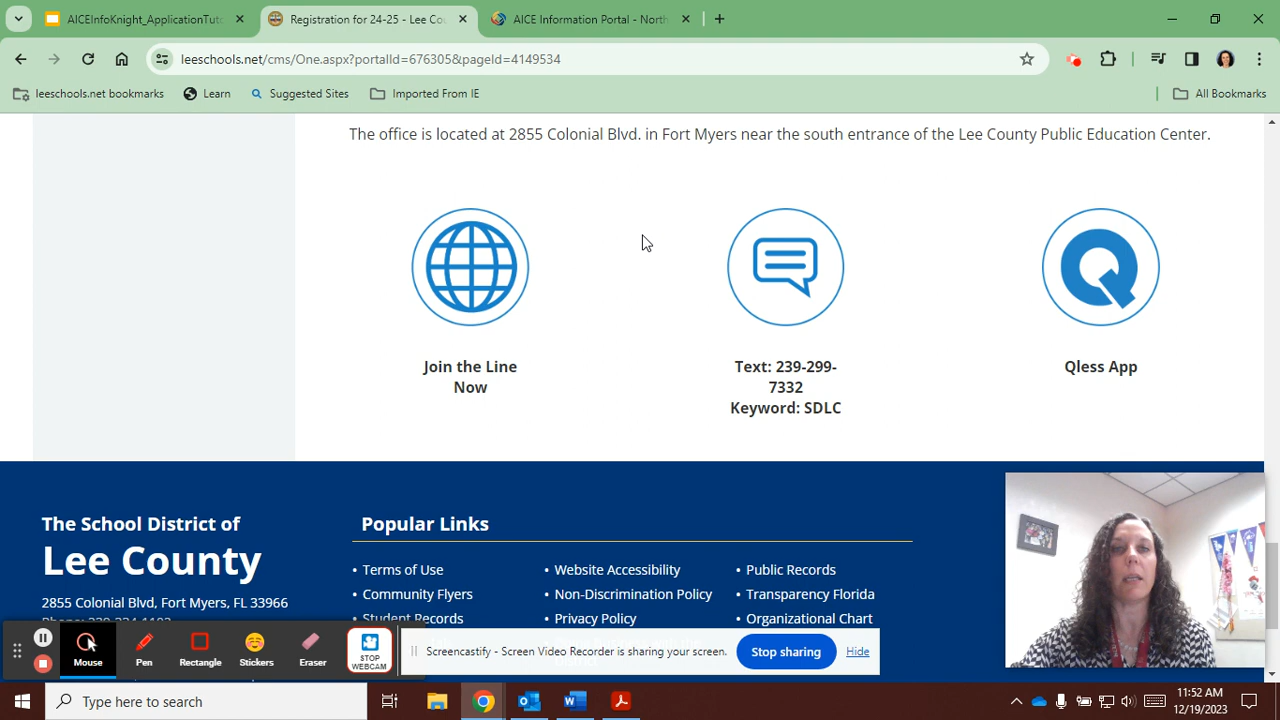 AICEInfoKnight_ApplicationTuto
Registration for 24-25 - Lee Cou
AICE Information Portal - North
leeschools.net/cms/One.aspx?portalId=676305&pageId=4149534
leeschools.net bookmarks
Learn
Suggested Sites
Imported From IE
All Bookmarks
The office is located at 2855 Colonial Blvd. in Fort Myers near the south entrance of the Lee County Public Education Center.
Join the Line
Now
Text: 239-299-
7332
Keyword: SDLC
Qless App
The School District of
Lee County
2855 Colonial Blvd, Fort Myers, FL 33966
Popular Links
• Terms of Use
• Website Accessibility
• Public Records
• Community Flyers
• Non-Discrimination Policy
• Transparency Florida
• Student Records
• Privacy Policy
• Organizational Chart
Mouse
Pen
Rectangle
Stickers
Eraser
STOP
WEBCAM
Screencastify - Screen Video Recorder is sharing your screen.
Stop sharing
Hide
Type here to search
11:52 AM
12/19/2023